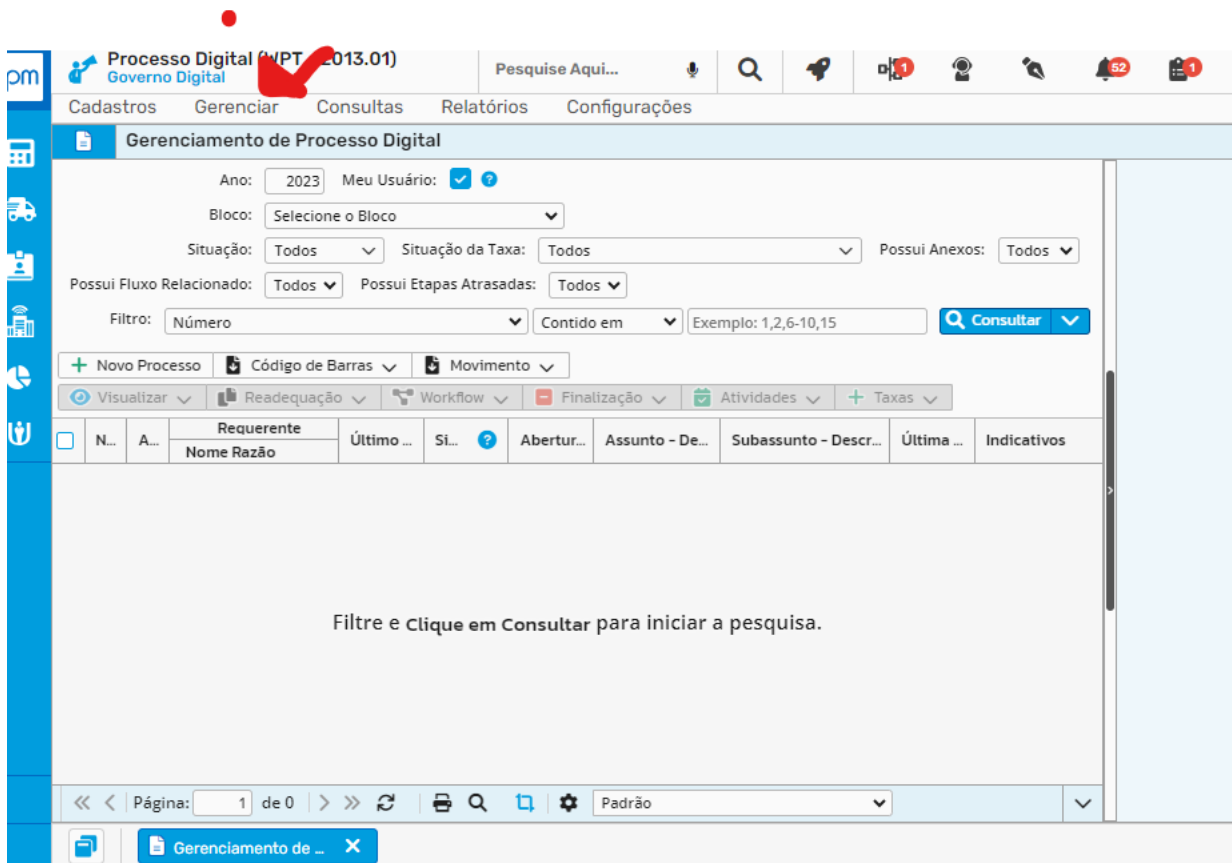 Processo Digital (WPT 2013.01)
Governo Digital
Pesquise Aqui...
1
52
1
pm
Cadastros Gerenciar Consultas Relatórios Configurações
Gerenciamento de Processo Digital
Ano: 2023 Meu Usuário: ?
Bloco: Selecione o Bloco
Situação: Todos Situação da Taxa: Todos Possui Anexos: Todos
Possui Fluxo Relacionado: Todos Possui Etapas Atrasadas: Todos
Filtro: Número Contido em Exemplo: 1,2,6-10,15 Consultar
+ Novo Processo Código de Barras Movimento
Visualizar Readequação Workflow Finalização Atividades + Taxas
N... A... Requerente Último ... Si... ? Abertur... Assunto - De... Subassunto - Descr... Última ... Indicativos
Nome Razão
Filtre e Clique em Consultar para iniciar a pesquisa.
Página: 1 de 0 Padrão
Gerenciamento de ... X